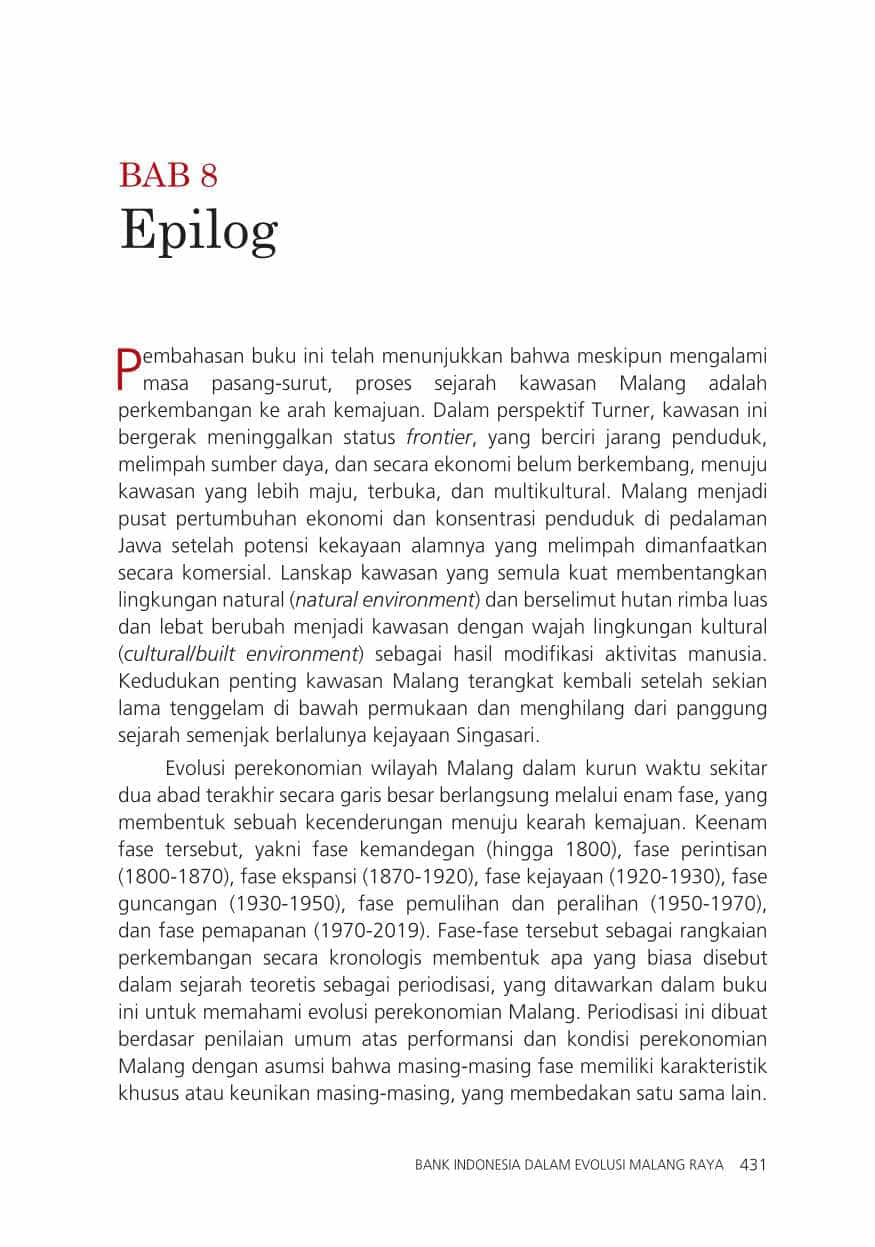 BAB 8
Epilog
Pembahasan buku ini telah menunjukkan bahwa meskipun mengalami
masa pasang-surut, proses sejarah kawasan Malang adalah
perkembangan ke arah kemajuan. Dalam perspektif Turner, kawasan ini
bergerak meninggalkan status frontier, yang berciri jarang penduduk,
melimpah sumber daya, dan secara ekonomi belum berkembang, menuju
kawasan yang lebih maju, terbuka, dan multikultural. Malang menjadi
pusat pertumbuhan ekonomi dan konsentrasi penduduk di pedalaman
Jawa setelah potensi kekayaan alamnya yang melimpah dimanfaatkan
secara komersial. Lanskap kawasan yang semula kuat membentangkan
lingkungan natural (natural environment) dan berselimut hutan rimba luas
dan lebat berubah menjadi kawasan dengan wajah lingkungan kultural
(cultural/built environment) sebagai hasil modifikasi aktivitas manusia.
Kedudukan penting kawasan Malang terangkat kembali setelah sekian
lama tenggelam di bawah permukaan dan menghilang dari panggung
sejarah semenjak berlalunya kejayaan Singasari.
Evolusi perekonomian wilayah Malang dalam kurun waktu sekitar
dua abad terakhir secara garis besar berlangsung melalui enam fase, yang
membentuk sebuah kecenderungan menuju kearah kemajuan. Keenam
fase tersebut, yakni fase kemandegan (hingga 1800), fase perintisan
(1800-1870), fase ekspansi (1870-1920), fase kejayaan (1920-1930), fase
guncangan (1930-1950), fase pemulihan dan peralihan (1950-1970),
dan fase pemapanan (1970-2019). Fase-fase tersebut sebagai rangkaian
perkembangan secara kronologis membentuk apa yang biasa disebut
dalam sejarah teoretis sebagai periodisasi, yang ditawarkan dalam buku
ini untuk memahami evolusi perekonomian Malang. Periodisasi ini dibuat
berdasar penilaian umum atas performansi dan kondisi perekonomian
Malang dengan asumsi bahwa masing-masing fase memiliki karakteristik
khusus atau keunikan masing-masing, yang membedakan satu sama lain.
BANK INDONESIA DALAM EVOLUSI MALANG RAYA 431